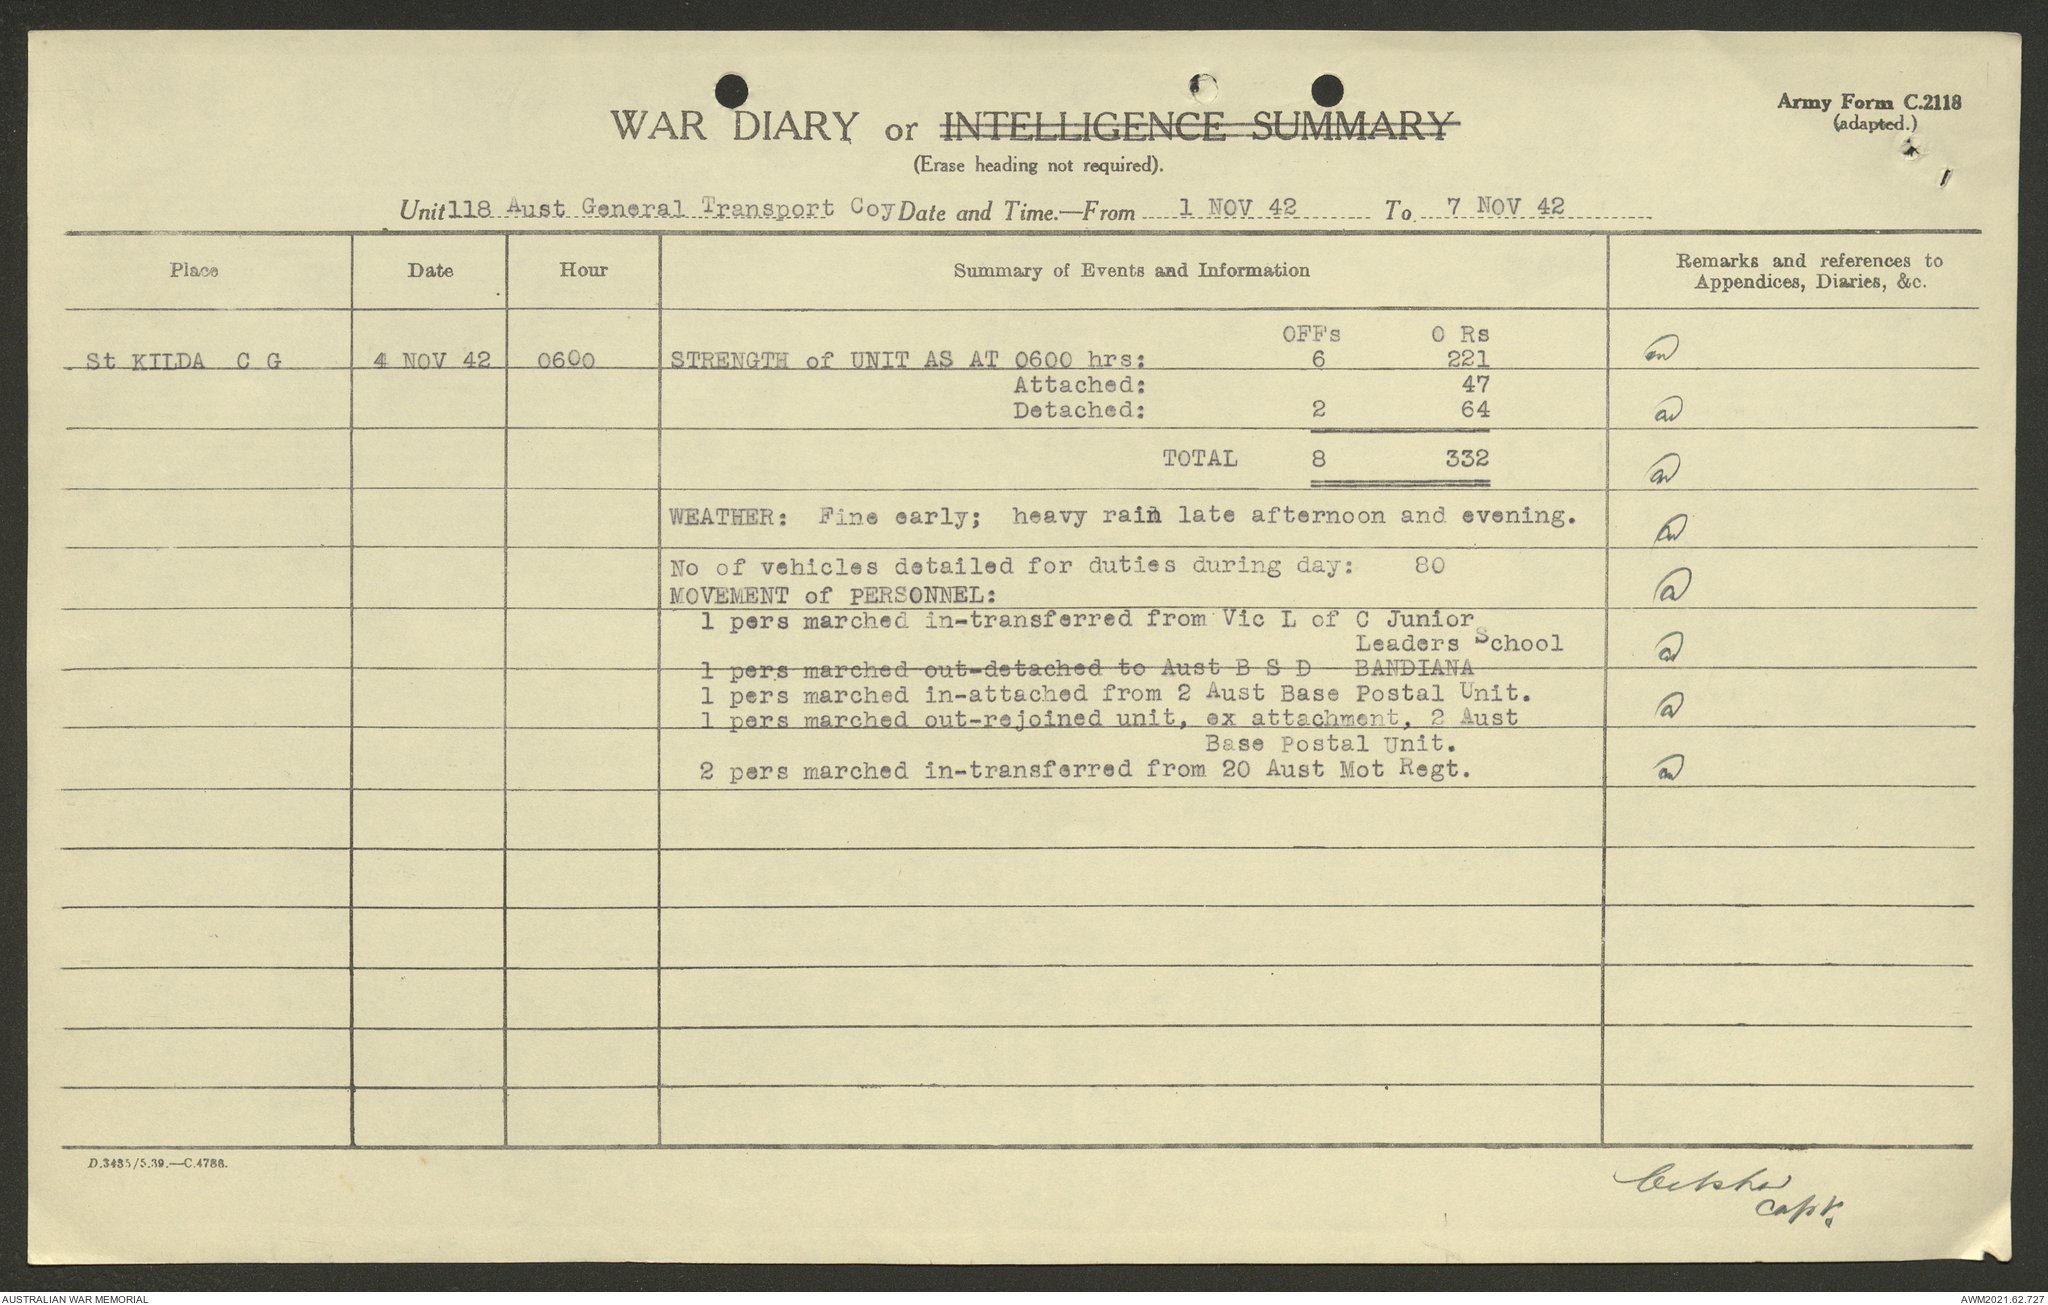 Army Form C.2118
(adapted.)
WAR DIARY or INTELLIGENCE SUMMARY
(Erase heading not required).
Unit 118 Aust General Transport Coy Date and Time.—From 1 NOV 42 To 7 NOV 42
Place Date Hour Summary of Events and Information Remarks and references to
Appendices, Diaries, &c.
OFFs O Rs
St KILDA C G 4 NOV 42 0600 STRENGTH of UNIT AS AT 0600 hrs: 6 221
Attached: 47
Detached: 2 64
TOTAL 8 332
WEATHER: Fine early; heavy rain late afternoon and evening.
No of vehicles detailed for duties during day: 80
MOVEMENT of PERSONNEL:
1 pers marched in-transferred from Vic L of C Junior
Leaders School
1 pers marched out-detached to Aust B S D BANDIANA
1 pers marched in-attached from 2 Aust Base Postal Unit.
1 pers marched out-rejoined unit, ex attachment, 2 Aust
Base Postal Unit.
2 pers marched in-transferred from 20 Aust Mot Regt.
D.3435/5.39.—C.4788.
Capt.
AUSTRALIAN WAR MEMORIAL
AWM2021.62.727